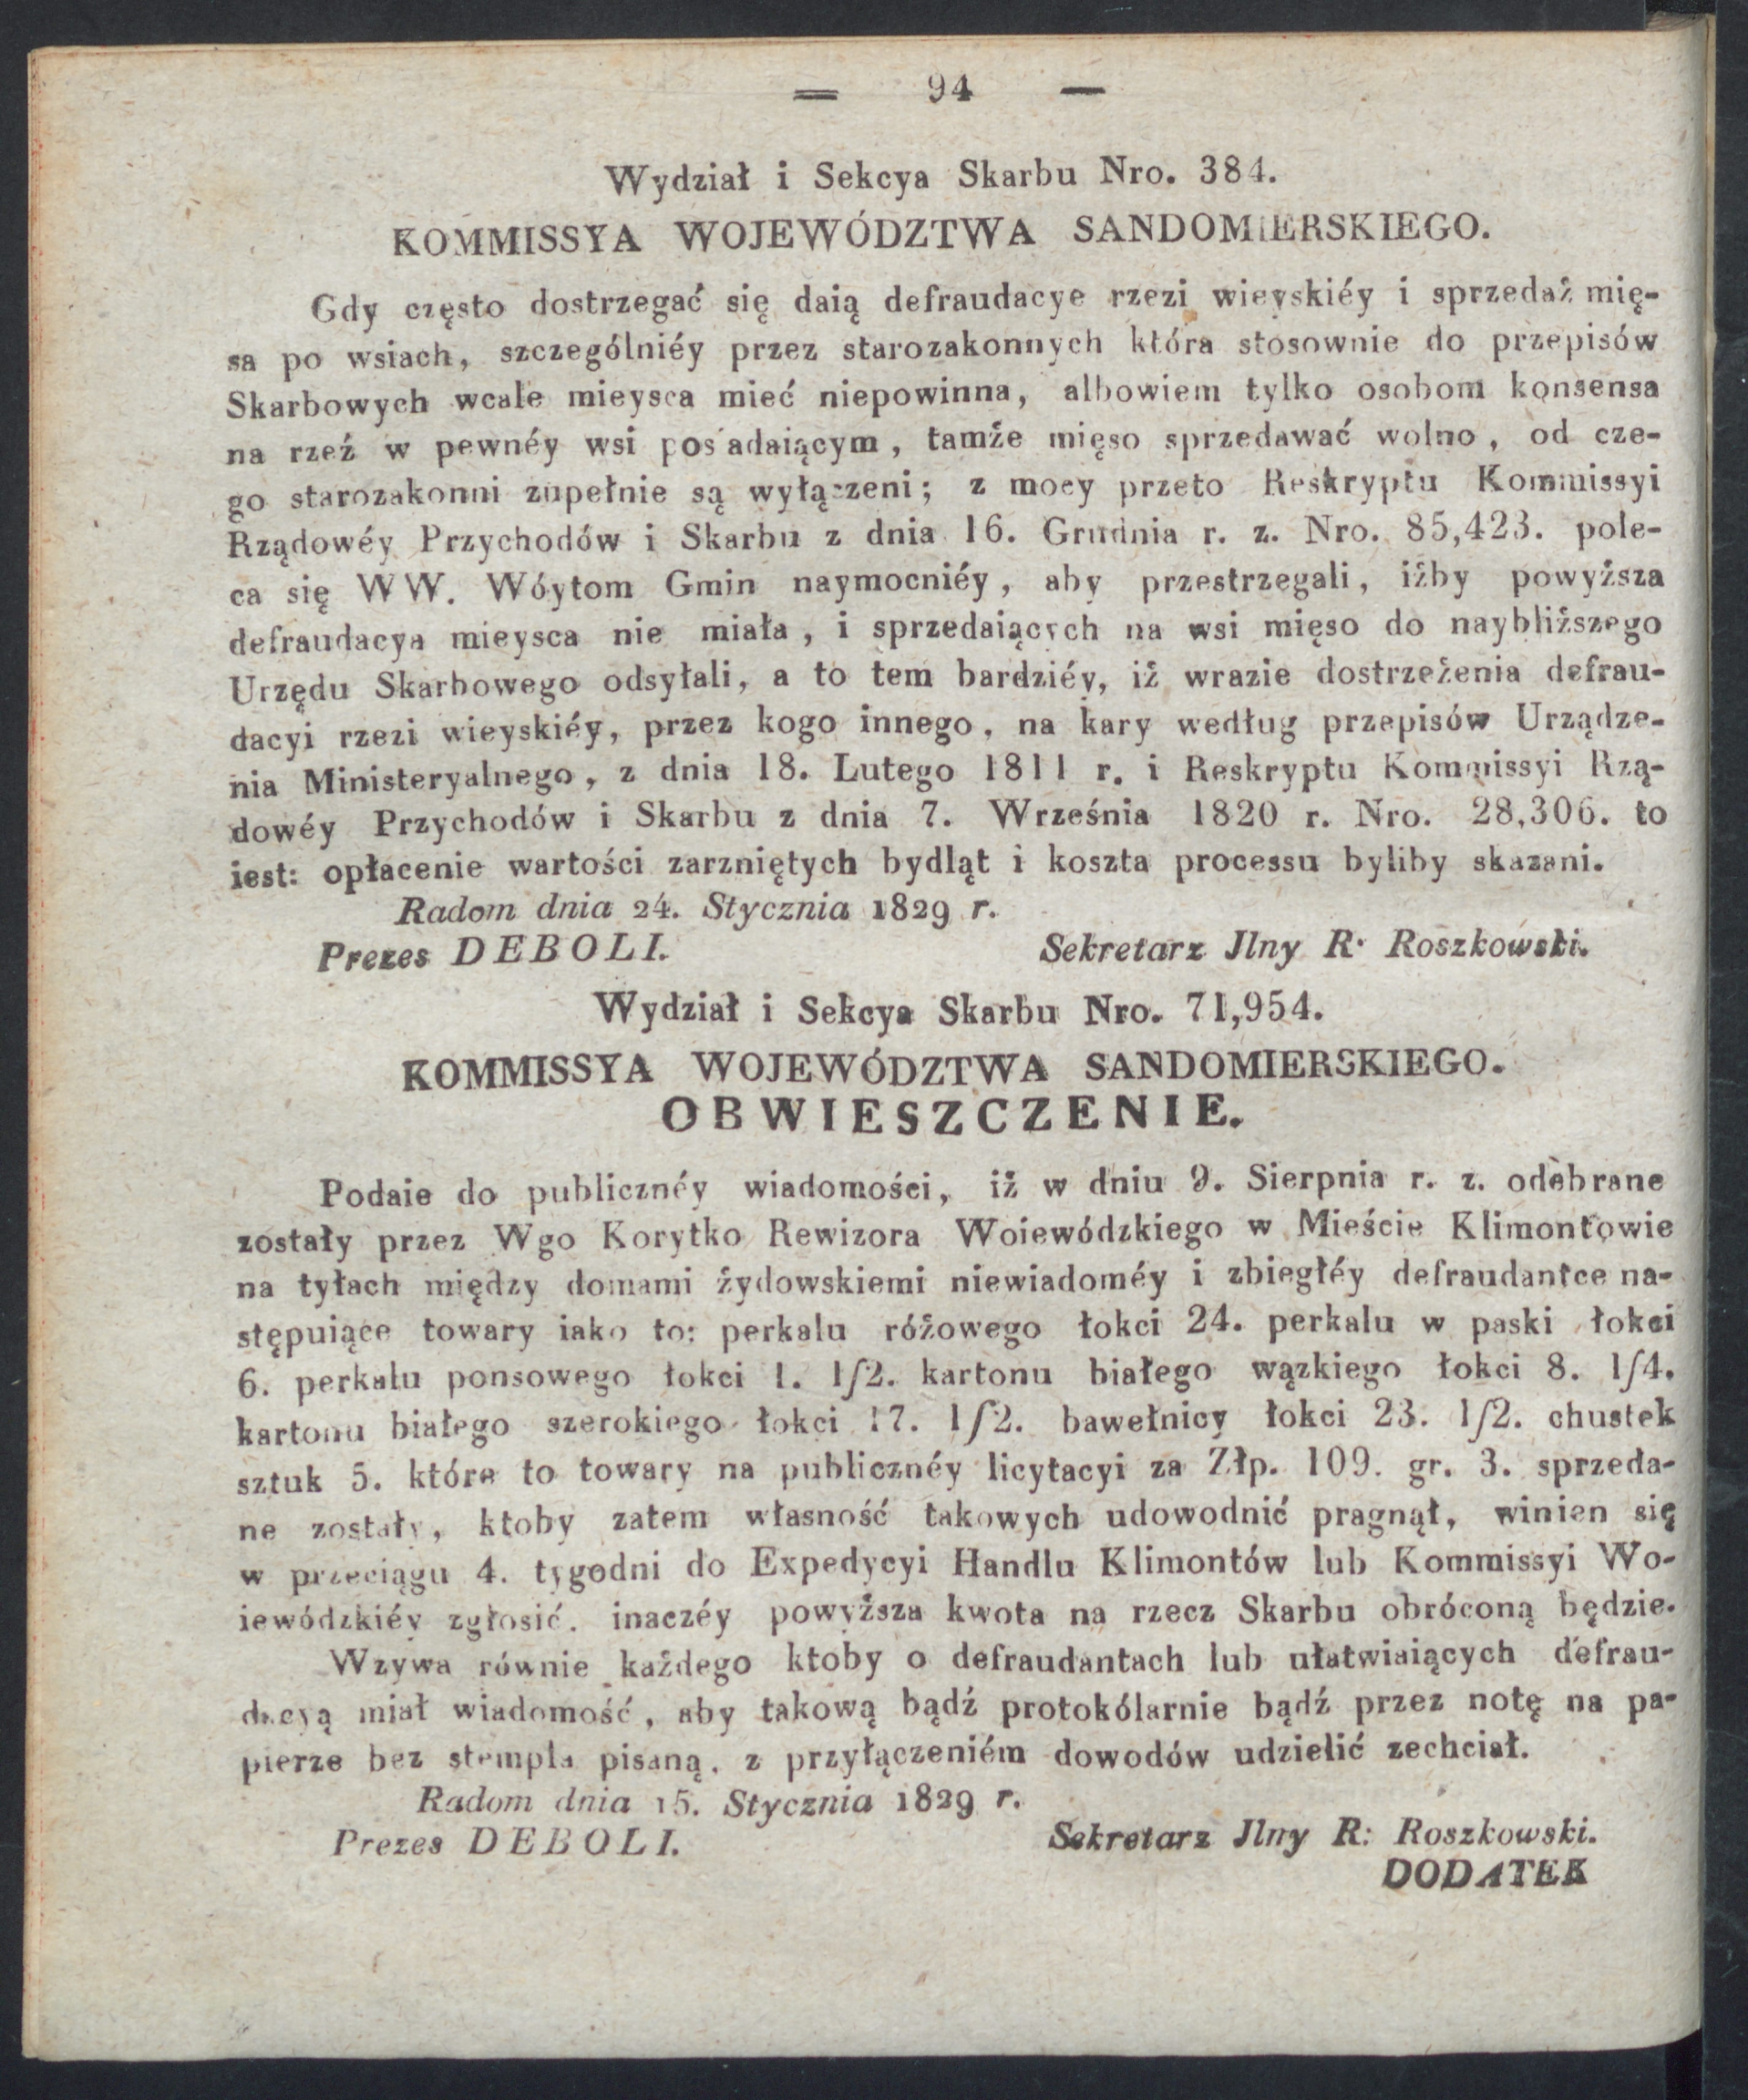 — 94 —
Wydział i Sekcya Skarbu Nro. 384.
KOMMISSYA WOJEWÓDZTWA SANDOMIERSKIEGO.
Gdy często dostrzegać się daią defraudacye rzezi wieyskiéy i sprzedaż mię-
sa po wsiach, szczególniéy przez starozakonnych która stosownie do przepisów
Skarbowych wcale mieysca mieć niepowinna, albowiem tylko osobom konsensa
na rzeź w pewnéy wsi posiadaiącym, tamże mięso sprzedawać wolno, od cze-
go starozakonni zupełnie są wyłączeni; z mocy przeto Reskryptu Kommissyi
Rządowéy Przychodów i Skarbu z dnia 16. Grudnia r. z. Nro. 85,423. pole-
ca się WW. Wóytom Gmin naymocniéy, aby przestrzegali, iżby powyższa
defraudacya mieysca nie miała, i sprzedaiących na wsi mięso do naybliższego
Urzędu Skarbowego odsyłali, a to tem bardziéy, iż wrazie dostrzeżenia defrau-
dacyi rzezi wieyskiéy, przez kogo innego, na kary według przepisów Urządze-
nia Ministeryalnego, z dnia 18. Lutego 1811 r. i Reskryptu Kommissyi Rzą-
dowéy Przychodów i Skarbu z dnia 7. Września 1820 r. Nro. 28,306. to
iest: opłacenie wartości zarzniętych bydląt i koszta processu byliby skazani.
Radom dnia 24. Stycznia 1829 r.
Prezes DEBOLI. Sekretarz Jlny R. Roszkowski.
Wydział i Sekcya Skarbu Nro. 71,954.
KOMMISSYA WOJEWÓDZTWA SANDOMIERSKIEGO.
OBWIESZCZENIE.
Podaie do publicznéy wiadomości, iż w dniu 9. Sierpnia r. z. odebrane
zostały przez Wgo Korytko Rewizora Woiewódzkiego w Mieście Klimontowie
na tyłach między domami żydowskiemi niewiadoméy i zbiegłéy defraudantce na-
stępuiące towary iako to: perkalu różowego łokci 24. perkalu w paski łokci
6. perkalu ponsowego łokci 1. 1/2. kartonu białego wązkiego łokci 8. 1/4.
kartonu białego szerokiego łokci 17. 1/2. bawełnicy łokci 23. 1/2. chustek
sztuk 5. które to towary na publicznéy licytacyi za Złp. 109. gr. 3. sprzeda-
ne zostały, ktoby zatem własność takowych udowodnić pragnął, winien się
w przeciągu 4. tygodni do Expedycyi Handlu Klimontów lub Kommissyi Wo-
iewódzkiéy zgłosić. inaczéy powyższa kwota na rzecz Skarbu obróconą będzie.
Wzywa równie każdego ktoby o defraudantach lub ułatwiaiących defrau-
dacyą miał wiadomość, aby takową bądź protokólarnie bądź przez notę na pa-
pierze bez stempla pisaną, z przyłączeniém dowodów udzielić zechciał.
Radom dnia 15. Stycznia 1829 r.
Prezes DEBOLI. Sekretarz Jlny R: Roszkowski.
DODATEK